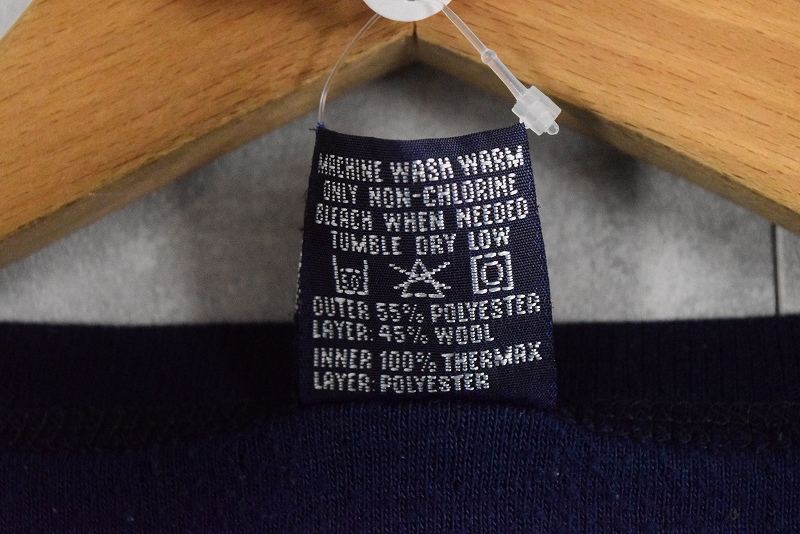 MACHINE WASH WARM
ONLY NON-CHLORINE
BLEACH WHEN NEEDED
TUMBLE DRY LOW
OUTER 55% POLYESTER
LAYER: 45% WOOL
INNER 100% THERMAX
LAYER: POLYESTER